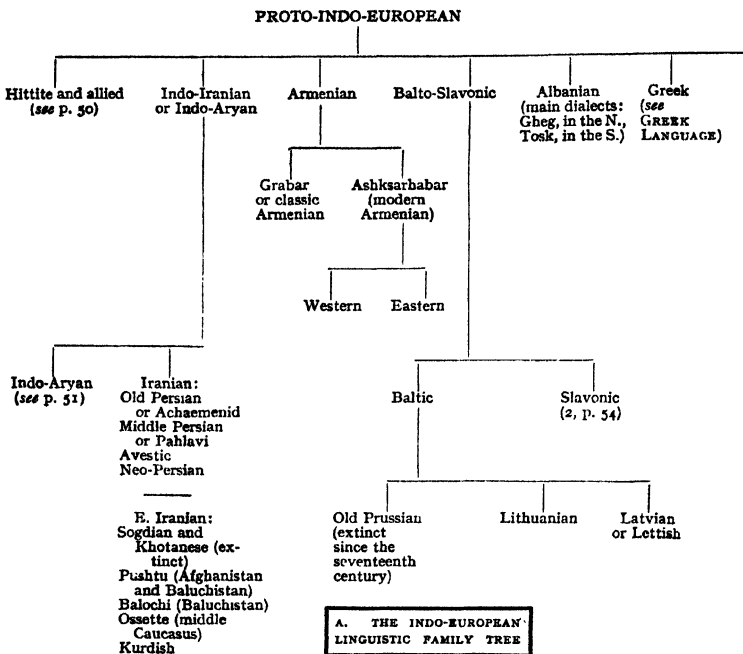 PROTO-INDO-EUROPEAN
Hittite and allied
(see p. 50)
Indo-Iranian
or Indo-Aryan
Armenian
Balto-Slavonic
Albanian
(main dialects:
Gheg, in the N.,
Tosk, in the S.)
Greek
(see
GREEK
LANGUAGE)
Grabar
or classic
Armenian
Ashksarhabar
(modern
Armenian)
Western
Eastern
Indo-Aryan
(see p. 51)
Iranian:
Old Persian
or Achaemenid
Middle Persian
or Pahlavi
Avestic
Neo-Persian
Baltic
Slavonic
(2, p. 54)
E. Iranian:
Sogdian and
Khotanese (ex-
tinct)
Pushtu (Afghanistan
and Baluchistan)
Balochi (Baluchistan)
Ossette (middle
Caucasus)
Kurdish
Old Prussian
(extinct
since the
seventeenth
century)
Lithuanian
Latvian
or Lettish
A. THE INDO-EUROPEAN
LINGUISTIC FAMILY TREE